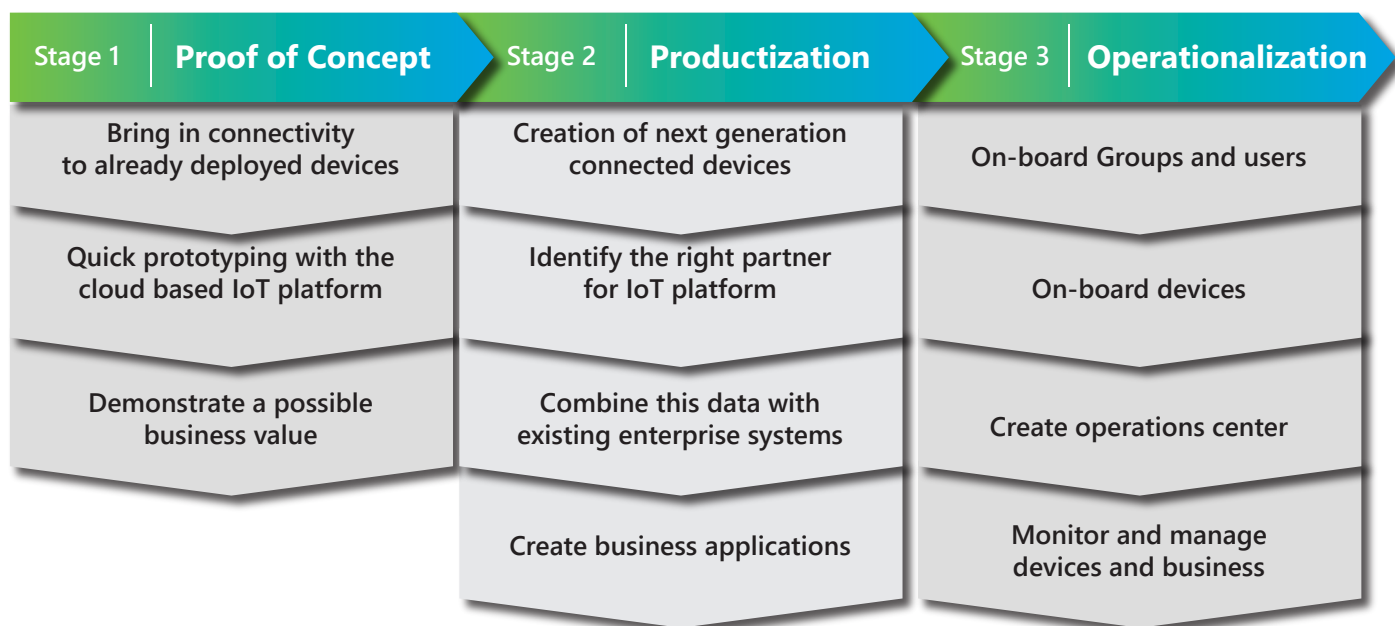 Stage 1
Proof of Concept
Stage 2
Productization
Stage 3
Operationalization
Bring in connectivity
to already deployed devices
Quick prototyping with the
cloud based IoT platform
Demonstrate a possible
business value
Creation of next generation
connected devices
Identify the right partner
for IoT platform
Combine this data with
existing enterprise systems
Create business applications
On-board Groups and users
On-board devices
Create operations center
Monitor and manage
devices and business